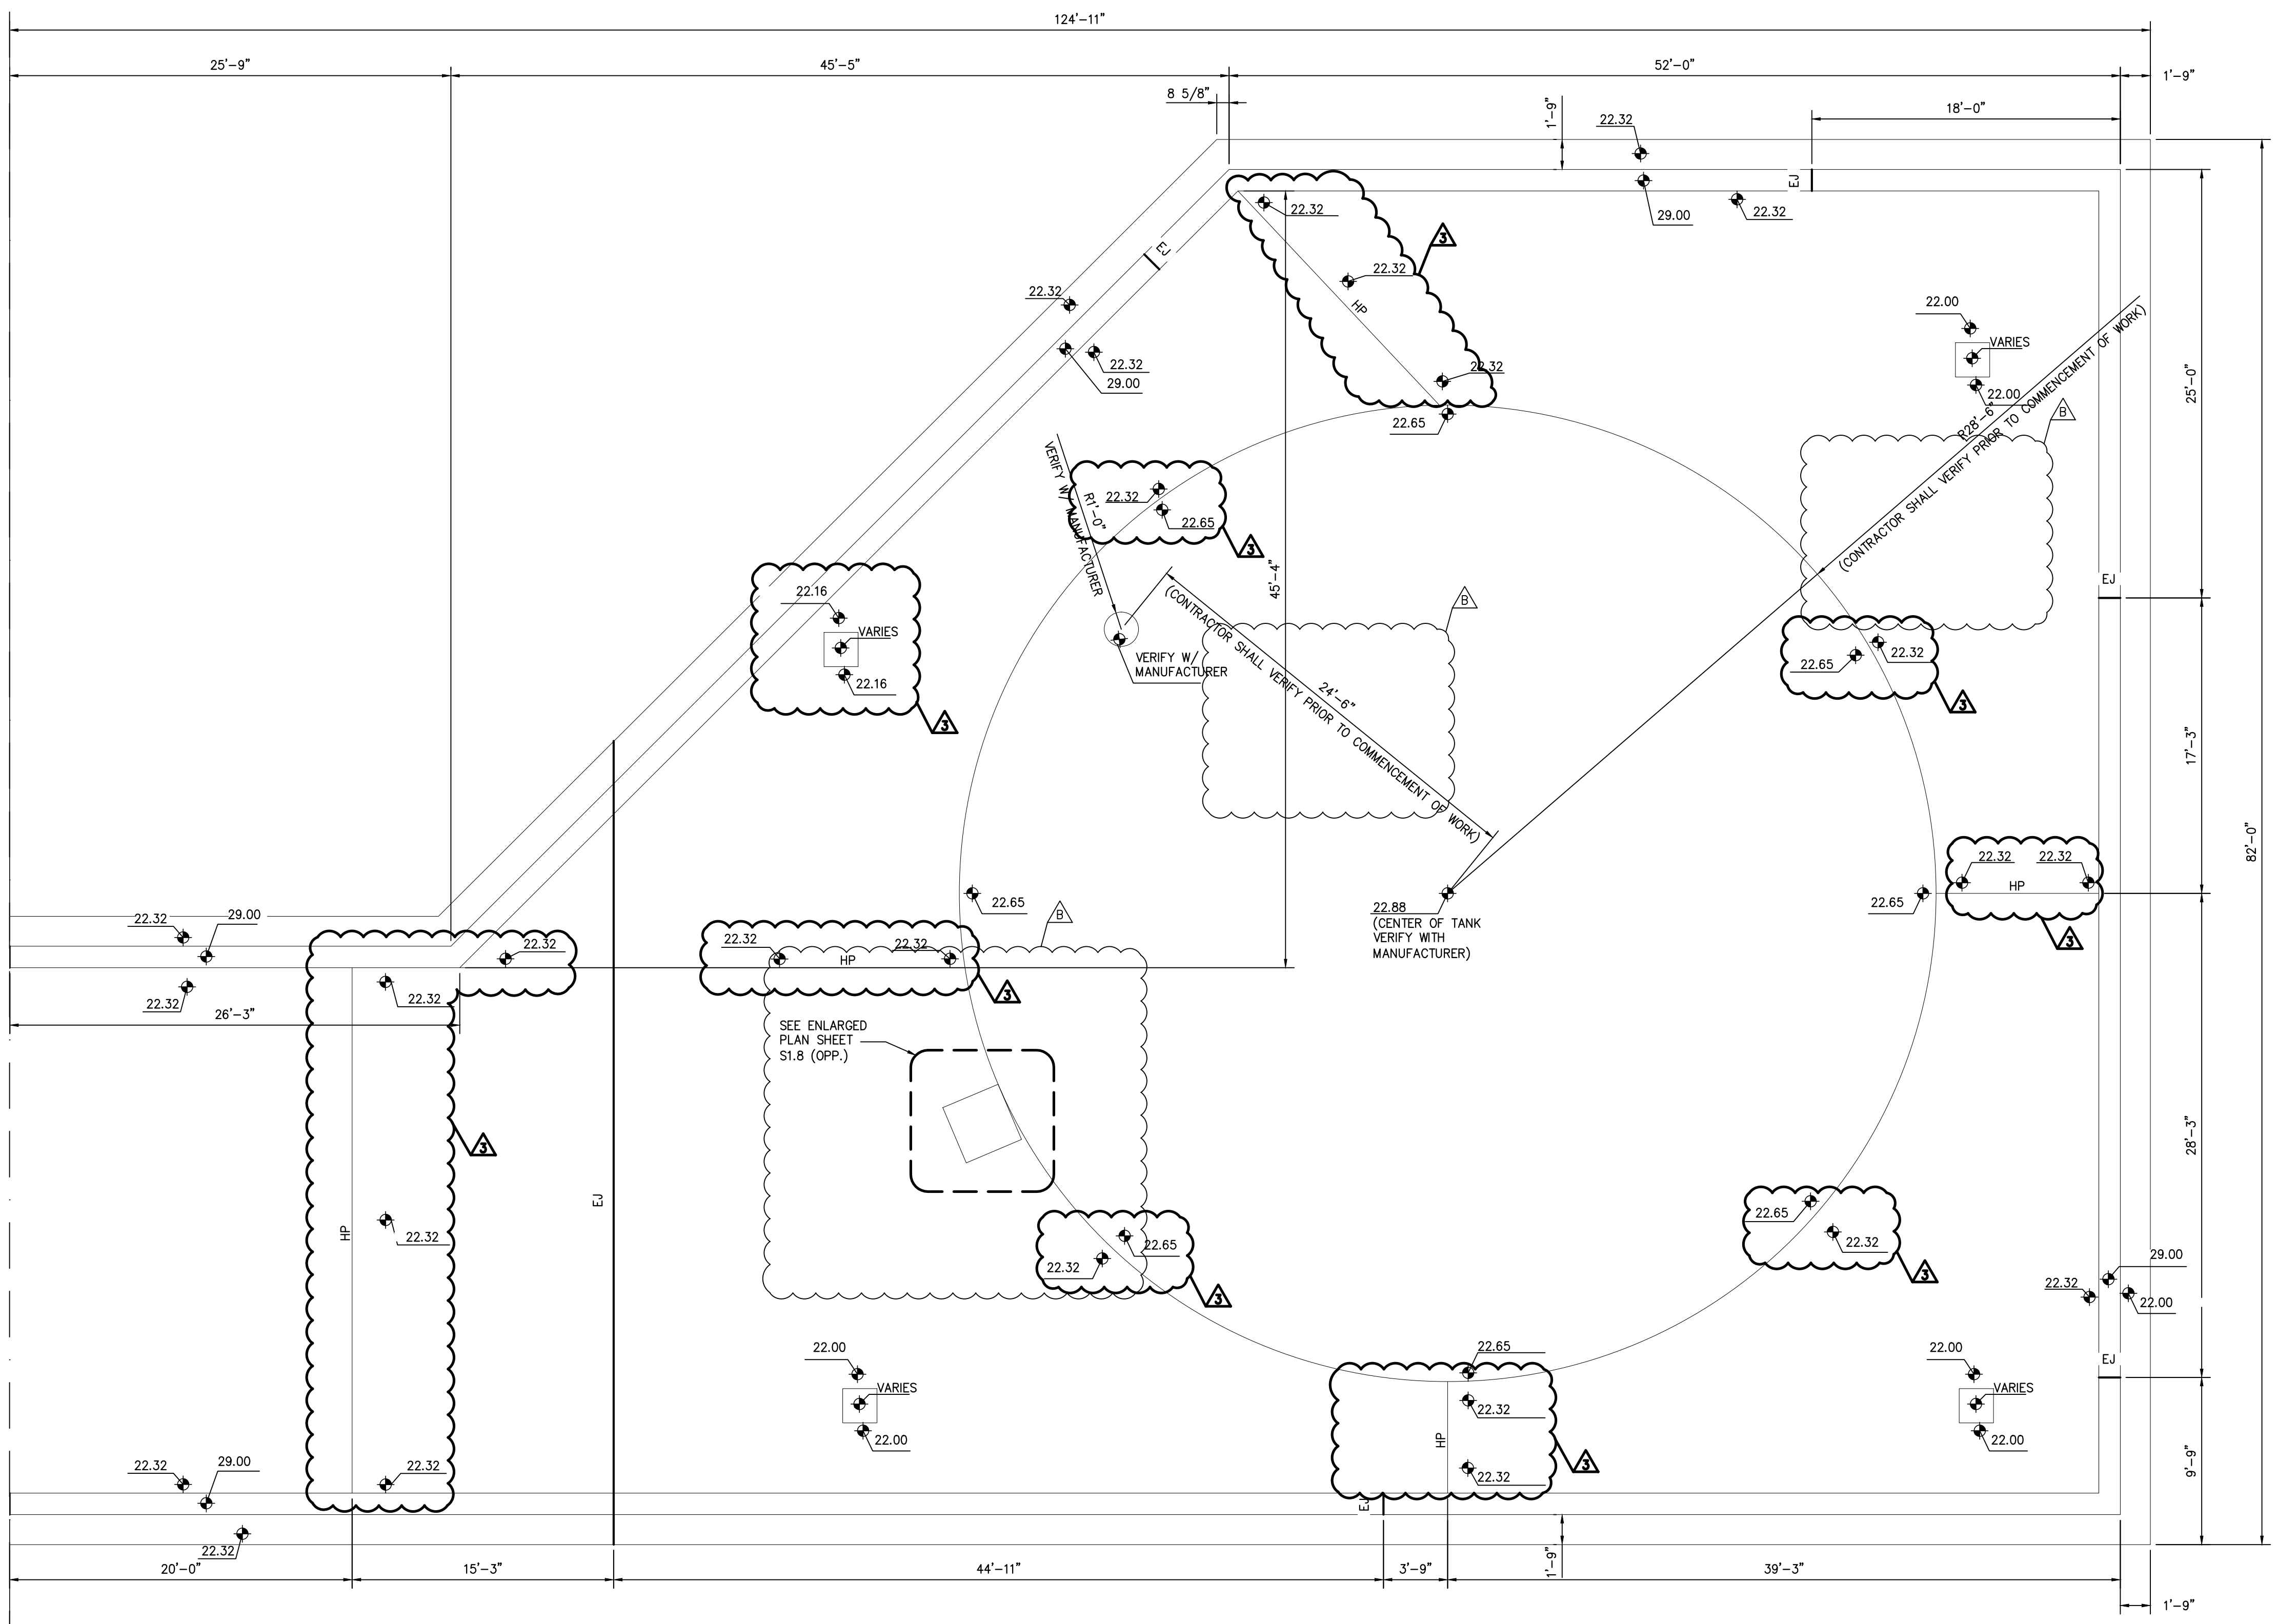 124'-11"
25'-9"
45'-5"
52'-0"
1'-9"
8 5/8"
1'-9"
18'-0"
22.32
29.00
22.32
EJ
EJ
22.32
22.32
3
HP
22.32
22.65
22.32
22.32
29.00
22.00
VARIES
22.00
25'-0"
R28'-6"
(CONTRACTOR SHALL VERIFY PRIOR TO COMMENCEMENT OF WORK)
B
VERIFY W/ MANUFACTURER
R1'-0"
22.32
22.65
3
45'-4"
22.16
VARIES
22.16
3
VERIFY W/
MANUFACTURER
24'-6"
(CONTRACTOR SHALL VERIFY PRIOR TO COMMENCEMENT OF WORK)
B
EJ
22.65
22.32
3
17'-3"
82'-0"
22.32
22.32
HP
3
22.65
22.65
22.88
(CENTER OF TANK
VERIFY WITH
MANUFACTURER)
B
22.32
29.00
22.32
22.32
22.32
22.32
HP
22.32
3
26'-3"
SEE ENLARGED
PLAN SHEET
S1.8 (OPP.)
3
HP
22.32
EJ
28'-3"
22.65
22.32
3
22.65
22.32
3
29.00
22.32
22.00
22.00
VARIES
22.00
22.65
22.32
HP
22.32
3
22.00
VARIES
22.00
EJ
9'-9"
22.32
29.00
22.32
22.32
EJ
20'-0"
15'-3"
44'-11"
3'-9"
1'-9"
39'-3"
1'-9"